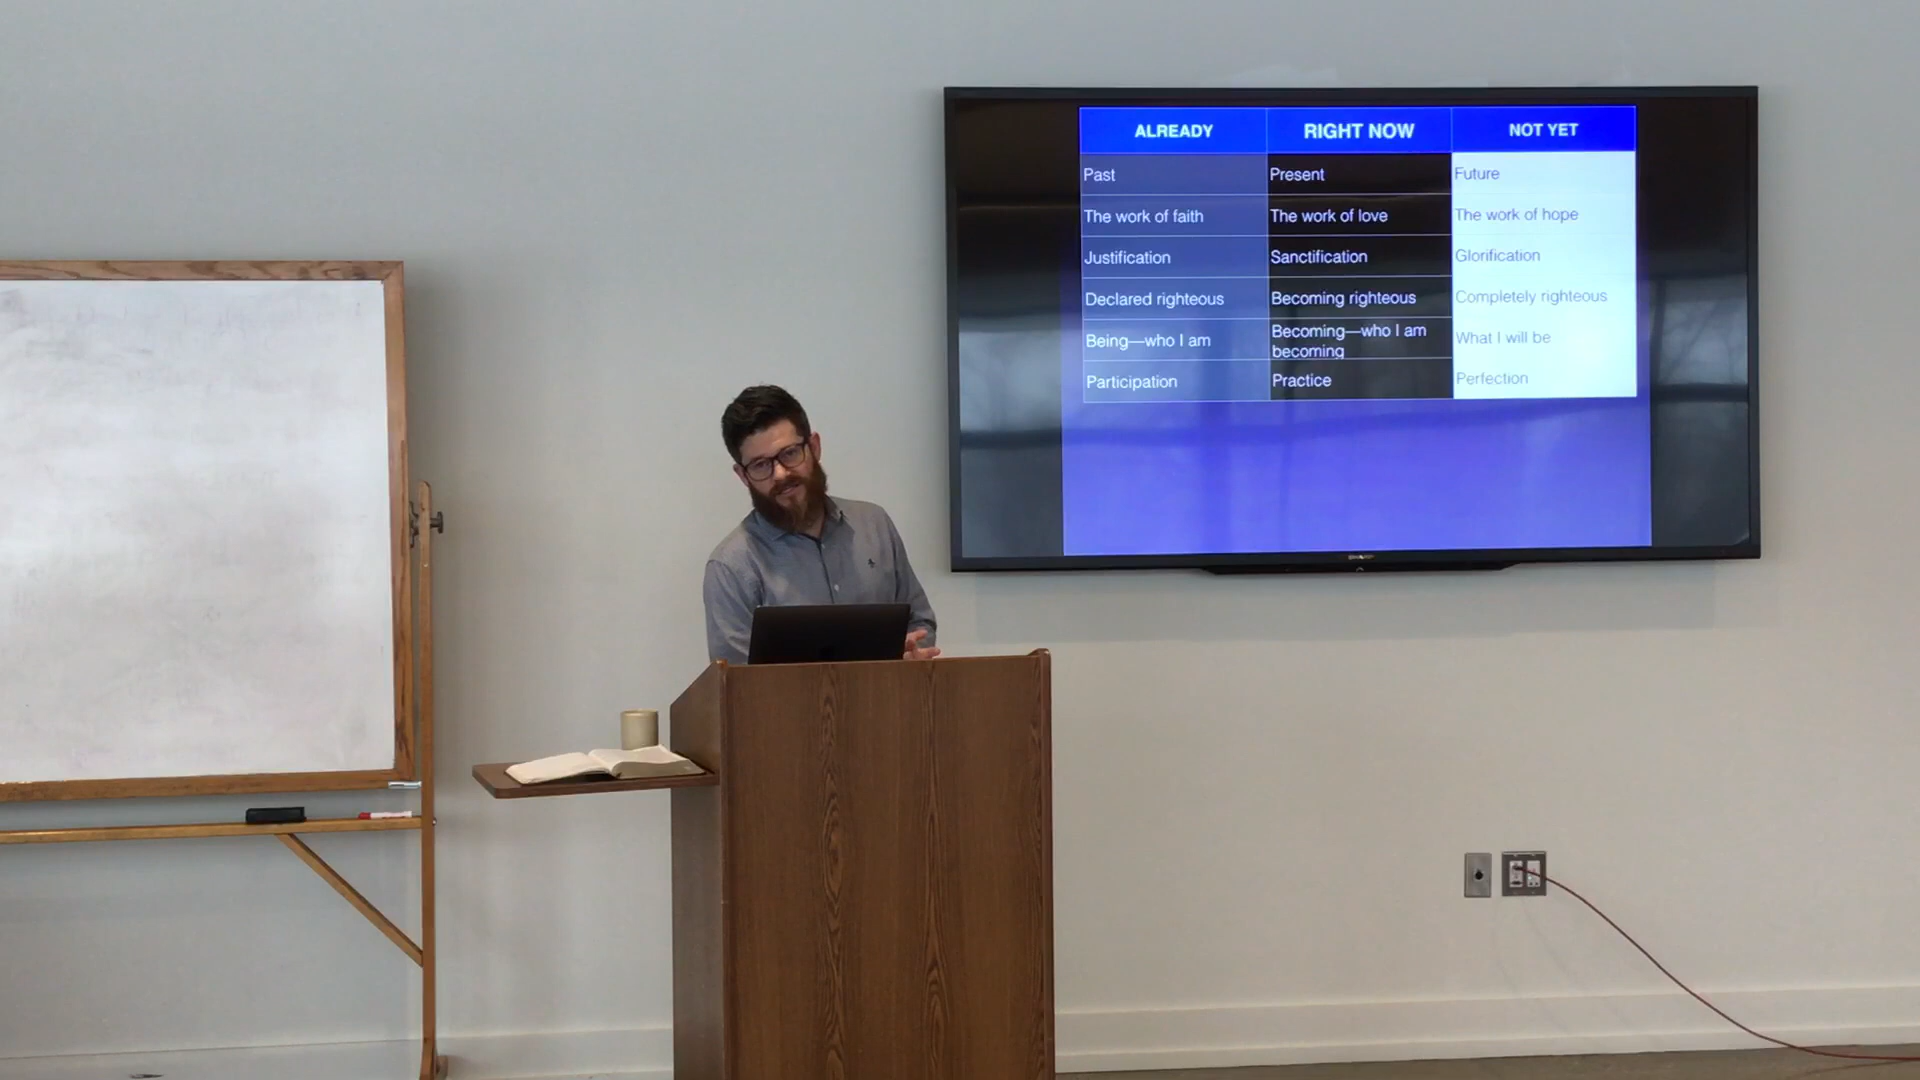 ALREADY RIGHT NOW NOT YET
Past Present Future
The work of faith The work of love The work of hope
Justification Sanctification Glorification
Declared righteous Becoming righteous Completely righteous
Being—who I am Becoming—who I am becoming What I will be
Participation Practice Perfection
SHARP